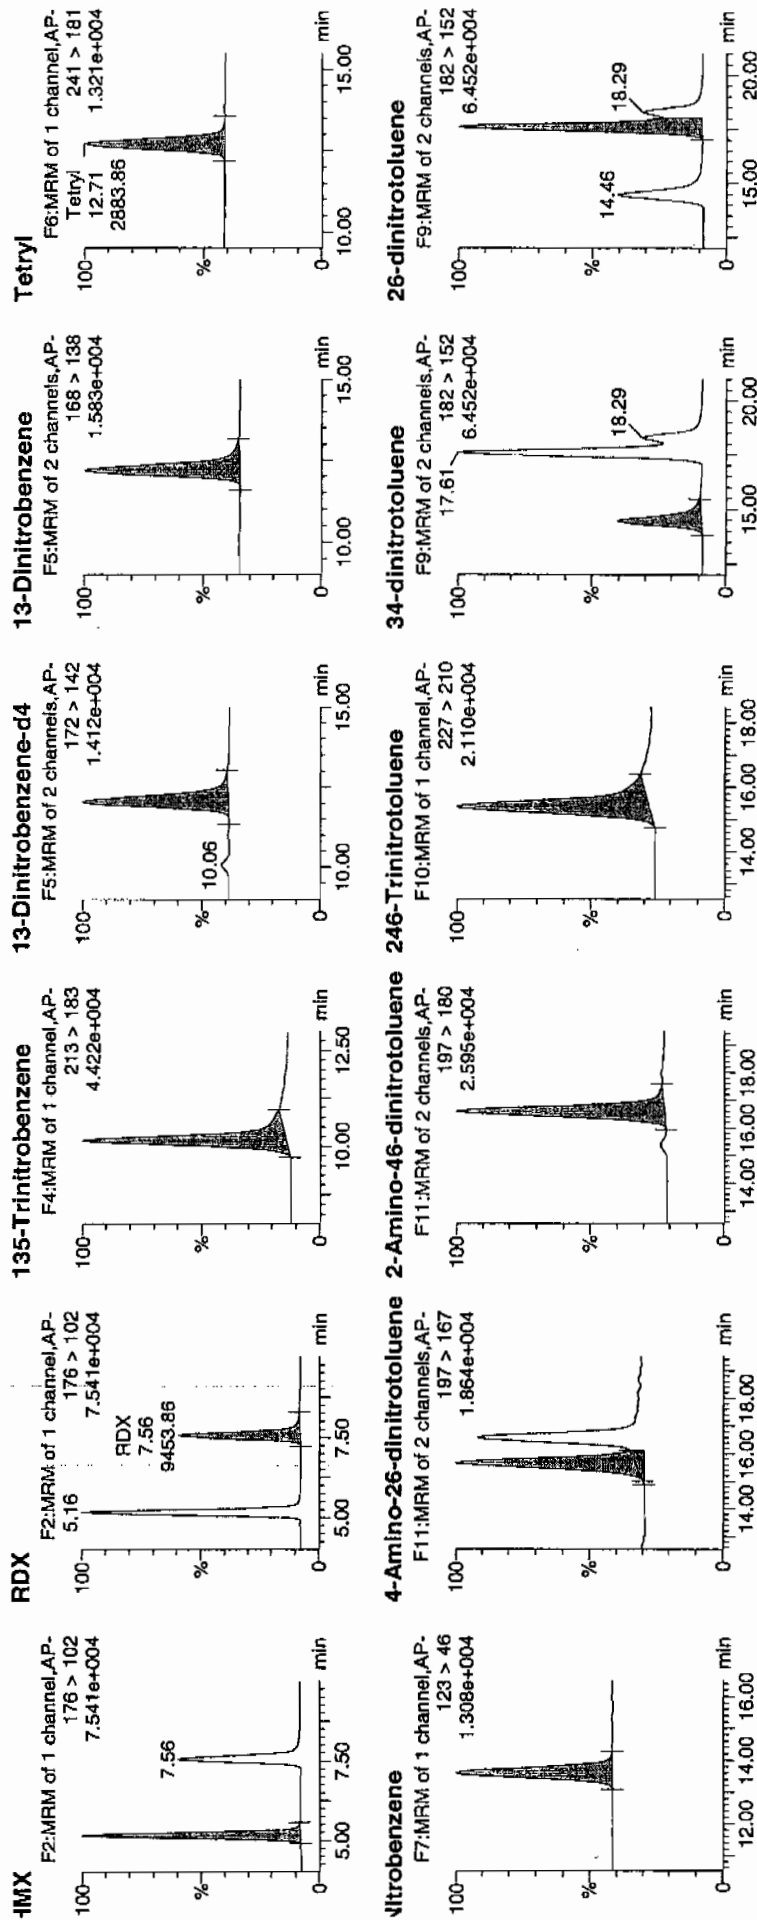 HMX
F2:MRM of 1 channel,AP-
176 > 102
7.541e+004
100
%
0
7.56
5.00
7.50
min
RDX
F2:MRM of 1 channel,AP-
176 > 102
7.541e+004
100
%
0
5.16
RDX
7.56
9453.86
5.00
7.50
min
135-Trinitrobenzene
F4:MRM of 1 channel,AP-
213 > 183
4.422e+004
100
%
0
10.00
12.50
min
13-Dinitrobenzene-d4
F5:MRM of 2 channels,AP-
172 > 142
1.412e+004
100
%
0
10.06
10.00
15.00
min
13-Dinitrobenzene
F5:MRM of 2 channels,AP-
168 > 138
1.583e+004
100
%
0
10.00
15.00
min
Tetryl
F6:MRM of 1 channel,AP-
241 > 181
1.321e+004
Tetryl
12.71
2883.86
100
%
0
10.00
15.00
min
Nitrobenzene
F7:MRM of 1 channel,AP-
123 > 46
1.308e+004
100
%
0
12.00
14.00
16.00
min
4-Amino-26-dinitrotoluene
F11:MRM of 2 channels,AP-
197 > 167
1.864e+004
100
%
0
14.00
16.00
18.00
min
2-Amino-46-dinitrotoluene
F11:MRM of 2 channels,AP-
197 > 180
2.595e+004
100
%
0
14.00
16.00
18.00
min
246-Trinitrotoluene
F10:MRM of 1 channel,AP-
227 > 210
2.110e+004
100
%
0
14.00
16.00
18.00
min
34-dinitrotoluene
F9:MRM of 2 channels,AP-
182 > 152
6.452e+004
100
%
0
17.61
18.29
15.00
20.00
min
26-dinitrotoluene
F9:MRM of 2 channels,AP-
182 > 152
6.452e+004
100
%
0
14.46
18.29
15.00
20.00
min